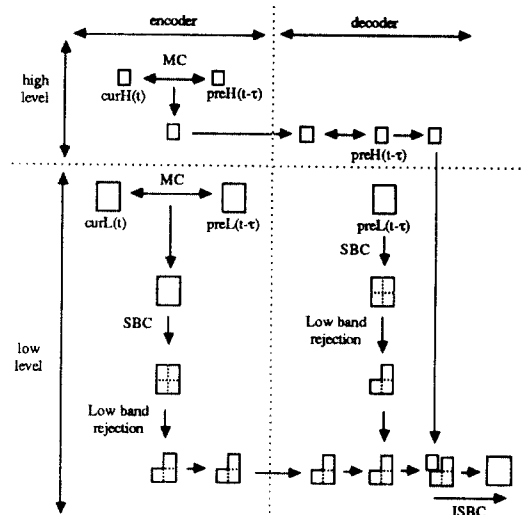 encoder
decoder
high
level
MC
curH(t)
preH(t-τ)
preH(t-τ)
low
level
MC
curL(t)
preL(t-τ)
preL(t-τ)
SBC
SBC
Low band
rejection
Low band
rejection
ISBC